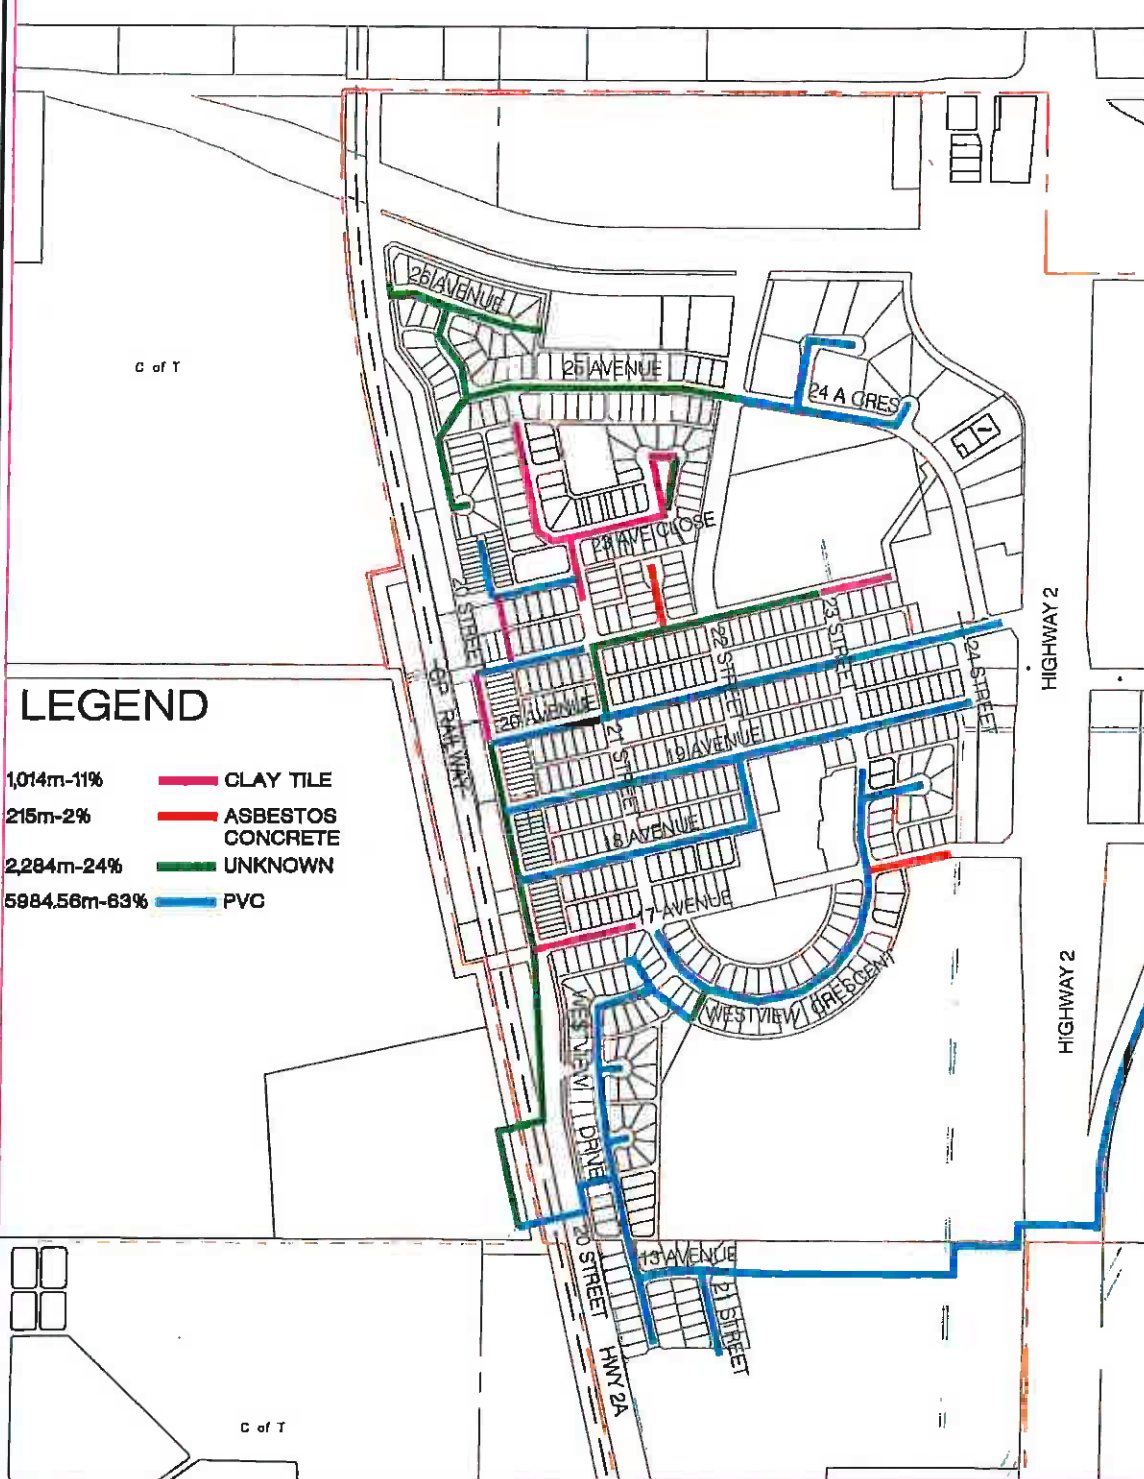 26 AVENUE
25 AVENUE
C of T
24 A CRES
23 AVE CLOSE
20 STREET
23 STREET
22 STREET
24 STREET
HIGHWAY 2
CP RAILWAY
LEGEND
20 AVENUE
21 STREET
19 AVENUE
1,014m-11% CLAY TILE
215m-2% ASBESTOS
CONCRETE
18 AVENUE
2,284m-24% UNKNOWN
5984.56m-63% PVC
17 AVENUE
WESTVIEW CRESCENT
HIGHWAY 2
WESTVIEW DRIVE
20 STREET
13 AVENUE
21 STREET
HWY 2A
C of T